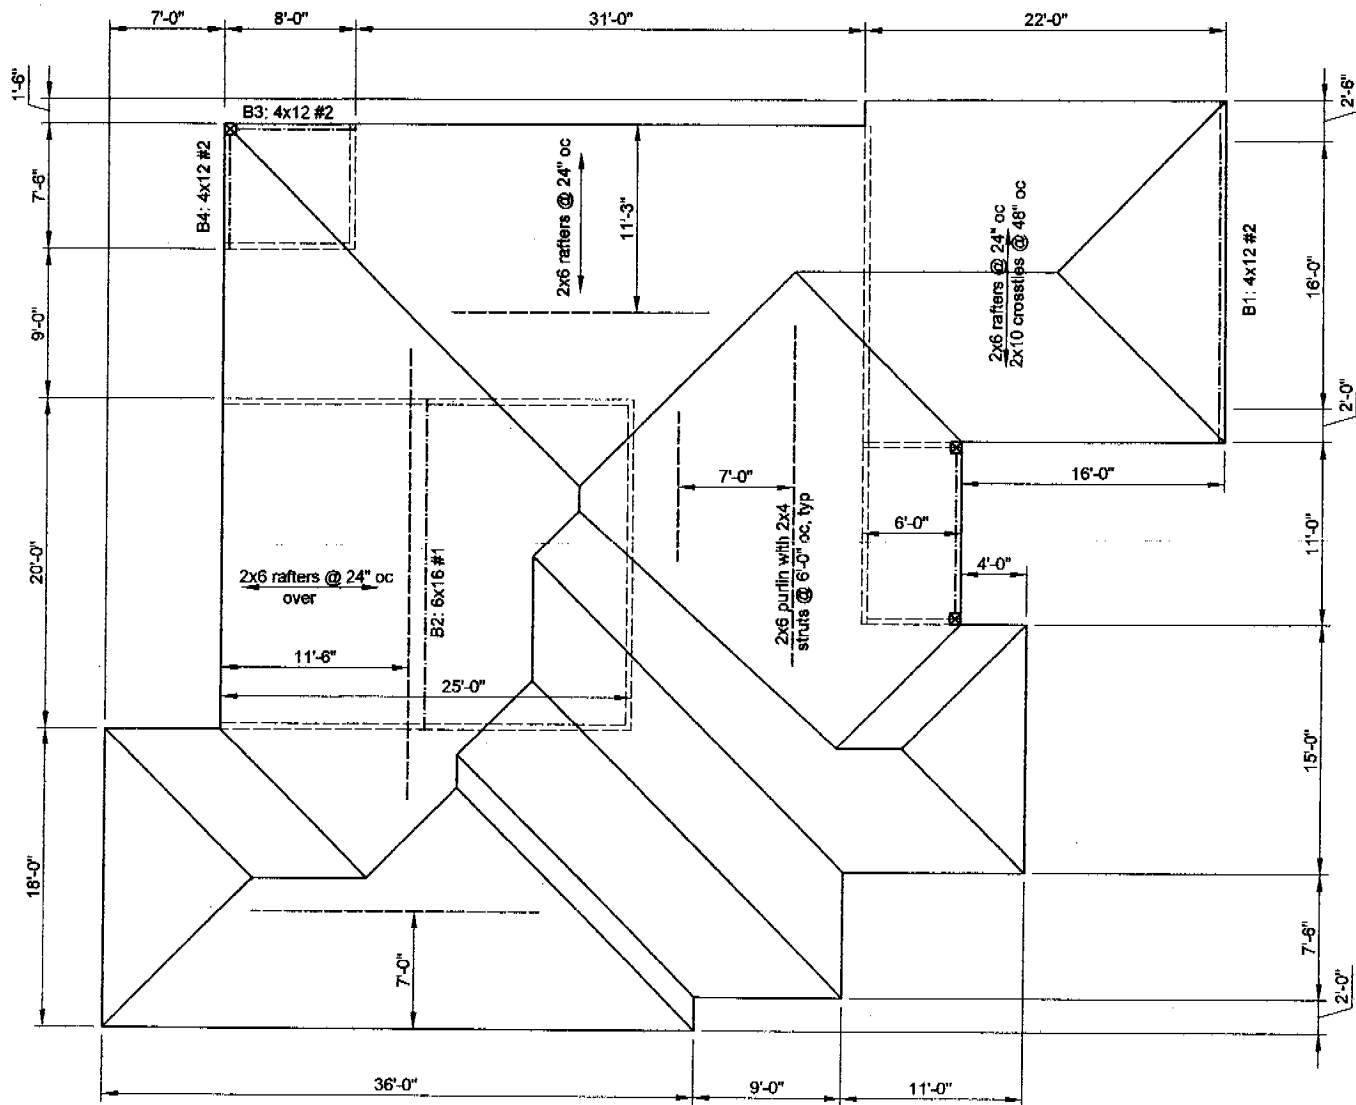 7'-0"
8'-0"
31'-0"
22'-0"
1'-6"
2'-6"
B3: 4x12 #2
B4: 4x12 #2
7'-6"
2x6 rafters @ 24" oc
11'-3"
2x6 rafters @ 24" oc
2x10 crossties @ 48" oc
B1: 4x12 #2
16'-0"
9'-0"
2'-0"
7'-0"
16'-0"
6'-0"
11'-0"
4'-0"
2x6 purlin with 2x4
struts @ 6'-0" oc, typ
20'-0"
2x6 rafters @ 24" oc
over
B2: 6x16 #1
11'-6"
25'-0"
15'-0"
18'-0"
7'-0"
7'-6"
2'-0"
36'-0"
9'-0"
11'-0"